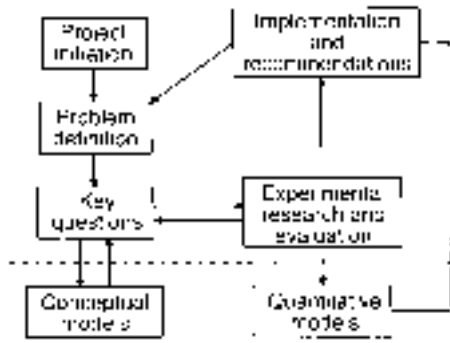 Project
initiation
Implementation
and
recommendations
Problem
definition
Key
questions
Experimental
research and
evaluation
Conceptual
models
Quantitative
models